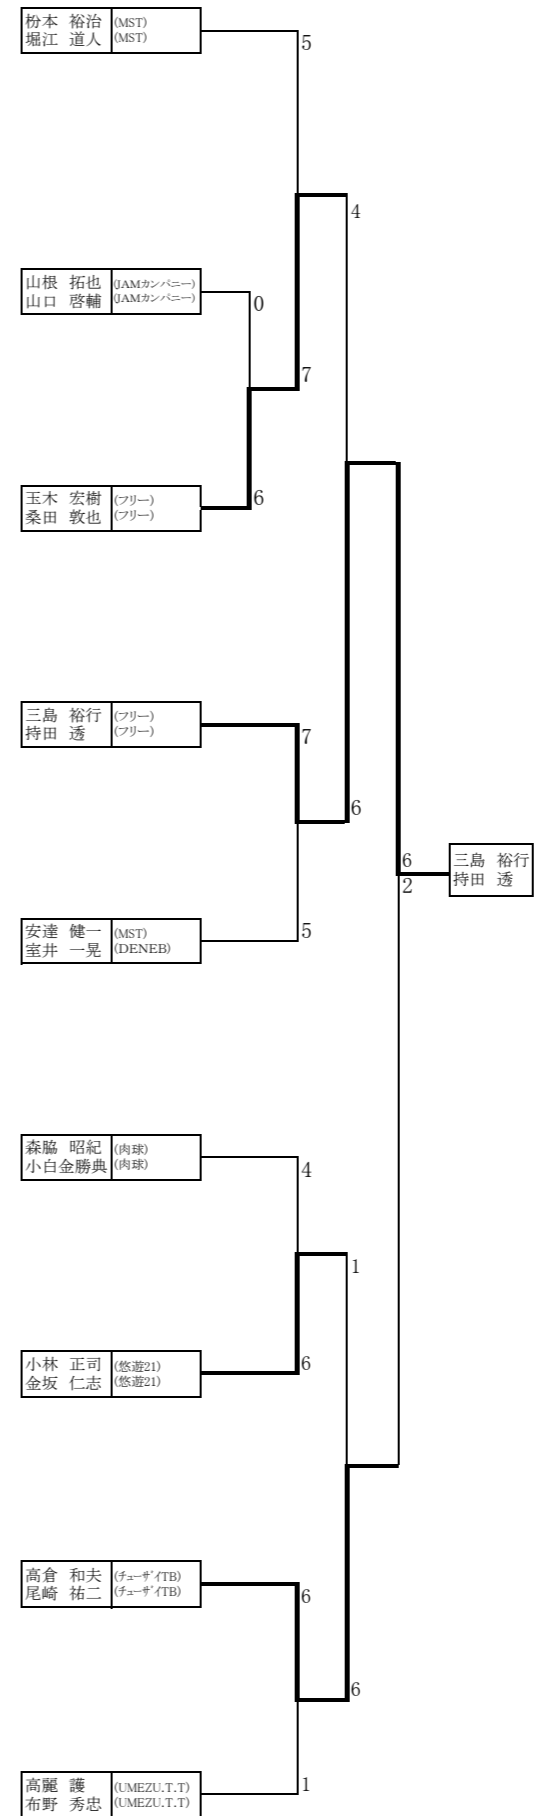 枌本 裕治 (MST)
堀江 道人 (MST)
5
4
山根 拓也 (JAMカンパニー)
山口 啓輔 (JAMカンパニー)
0
7
玉木 宏樹 (フリー)
桑田 敦也 (フリー)
6
三島 裕行 (フリー)
持田 透 (フリー)
7
6
6 三島 裕行
2 持田 透
安達 健一 (MST)
室井 一晃 (DENEB)
5
森脇 昭紀 (肉球)
小白金勝典 (肉球)
4
1
小林 正司 (悠遊21)
金坂 仁志 (悠遊21)
6
高倉 和夫 (チューザイTB)
尾崎 祐二 (チューザイTB)
6
6
高麗 護 (UMEZU.T.T)
布野 秀忠 (UMEZU.T.T)
1